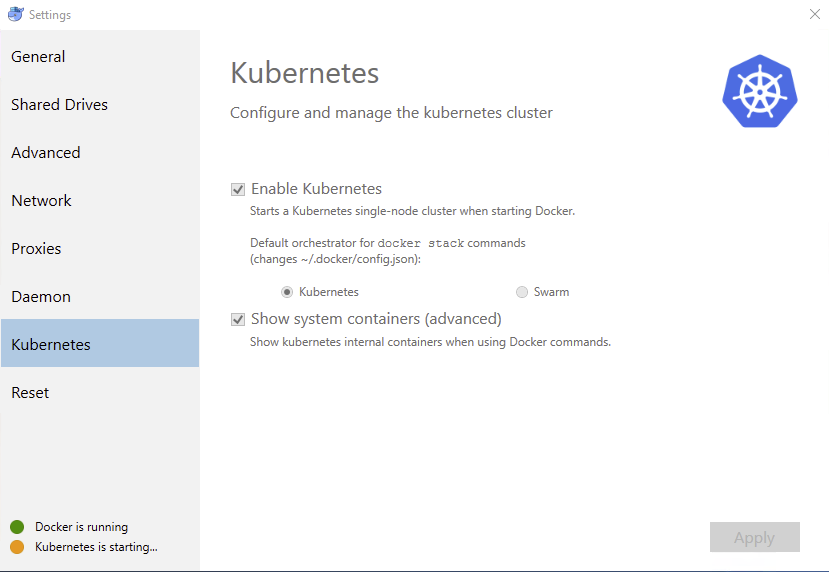 Settings
General
Shared Drives
Advanced
Network
Proxies
Daemon
Kubernetes
Reset
Docker is running
Kubernetes is starting...
Kubernetes
Configure and manage the kubernetes cluster
Enable Kubernetes
Starts a Kubernetes single-node cluster when starting Docker.
Default orchestrator for docker stack commands
(changes ~/.docker/config.json):
Kubernetes Swarm
Show system containers (advanced)
Show kubernetes internal containers when using Docker commands.
Apply